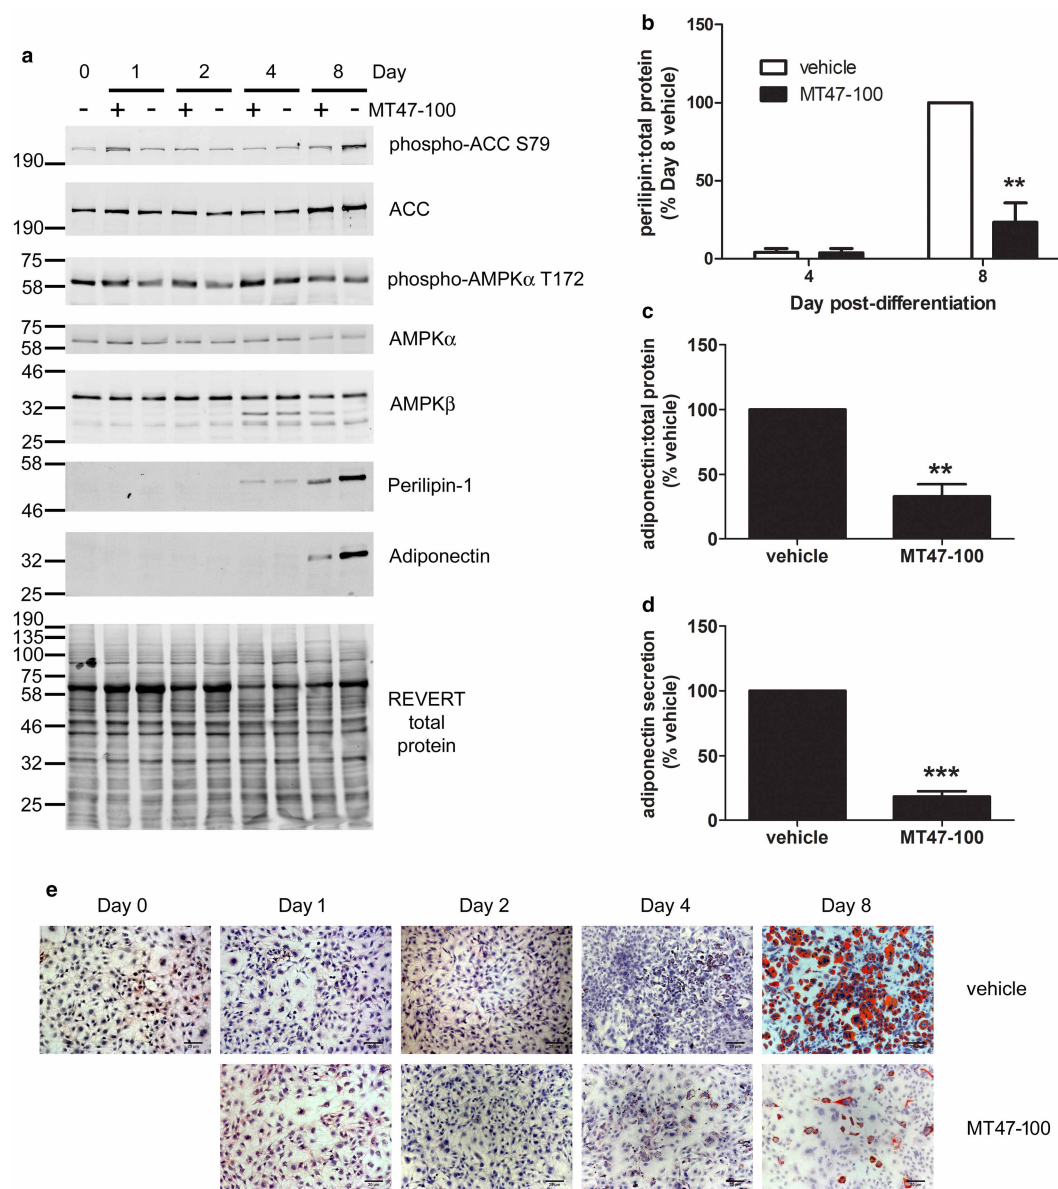 a
0 1 2 4 8 Day
- + - + - + - + - MT47-100
phospho-ACC S79
190
ACC
190
75
phospho-AMPKα T172
58
75
AMPKα
58
46
AMPKβ
32
25
58
Perilipin-1
46
Adiponectin
32
25
190
135
100
75
58
46
32
25
REVERT
total
protein
b
perilipin:total protein
(% Day 8 vehicle)
150
100
50
0
vehicle
MT47-100
**
4 8
Day post-differentiation
c
adiponectin:total protein
(% vehicle)
150
100
50
0
**
vehicle MT47-100
d
adiponectin secretion
(% vehicle)
150
100
50
0
***
vehicle MT47-100
e
Day 0 Day 1 Day 2 Day 4 Day 8
vehicle
MT47-100